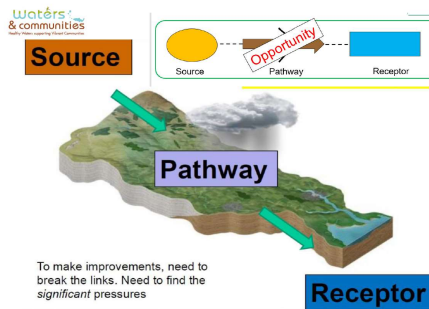 Waters
& communities
Healthy Waters supporting Vibrant Communities
Source
Opportunity
Source
Pathway
Receptor
Pathway
To make improvements, need to
break the links. Need to find the
significant pressures
Receptor